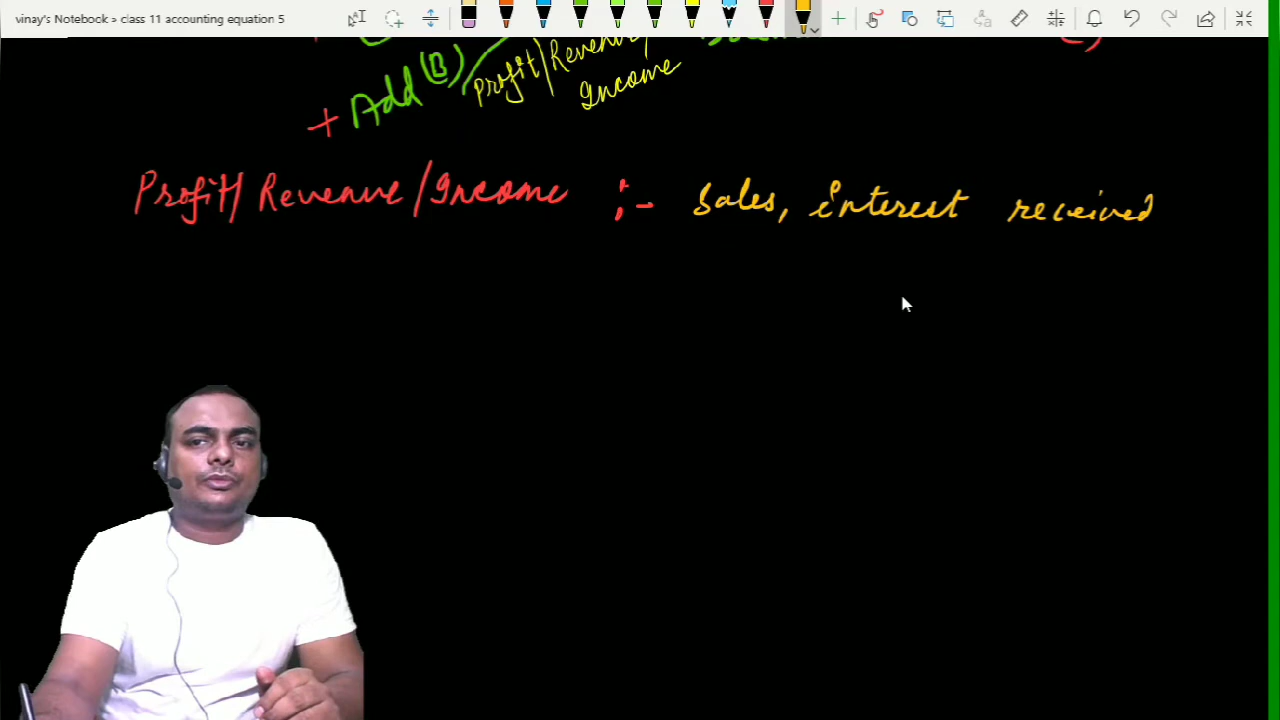 vinay's Notebook > class 11 accounting equation 5
+ Add (B) Profit/Revenue/
Income
Profit/Revenue/Income :- Sales, interest received